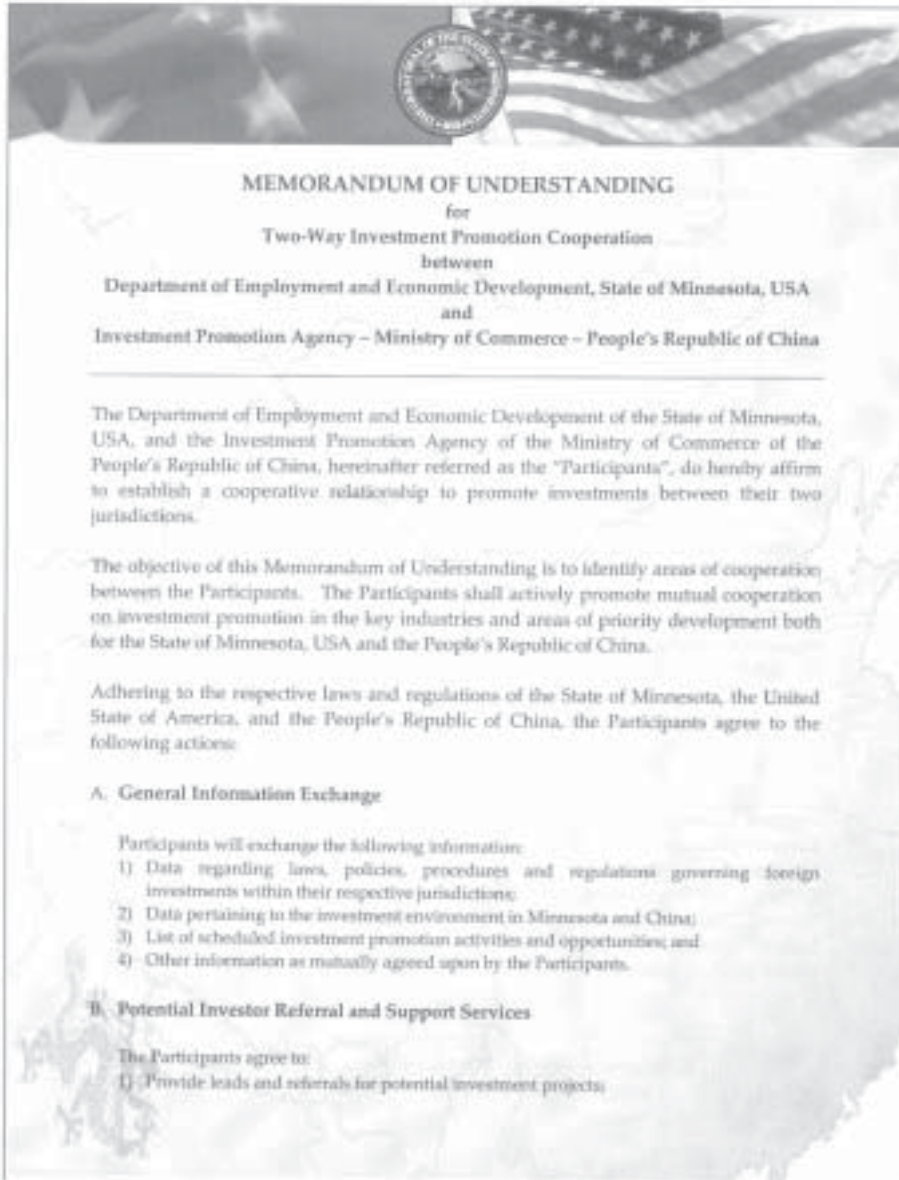 MEMORANDUM OF UNDERSTANDING
for
Two-Way Investment Promotion Cooperation
between
Department of Employment and Economic Development, State of Minnesota, USA
and
Investment Promotion Agency – Ministry of Commerce – People's Republic of China
The Department of Employment and Economic Development of the State of Minnesota,
USA, and the Investment Promotion Agency of the Ministry of Commerce of the
People's Republic of China, hereinafter referred as the "Participants", do hereby affirm
to establish a cooperative relationship to promote investments between their two
jurisdictions.
The objective of this Memorandum of Understanding is to identify areas of cooperation
between the Participants. The Participants shall actively promote mutual cooperation
on investment promotion in the key industries and areas of priority development both
for the State of Minnesota, USA and the People's Republic of China.
Adhering to the respective laws and regulations of the State of Minnesota, the United
State of America, and the People's Republic of China, the Participants agree to the
following actions:
A. General Information Exchange
Participants will exchange the following information:
1) Data regarding laws, policies, procedures and regulations governing foreign
investments within their respective jurisdictions;
2) Data pertaining to the investment environment in Minnesota and China;
3) List of scheduled investment promotion activities and opportunities; and
4) Other information as mutually agreed upon by the Participants.
B. Potential Investor Referral and Support Services
The Participants agree to:
1) Provide leads and referrals for potential investment projects;